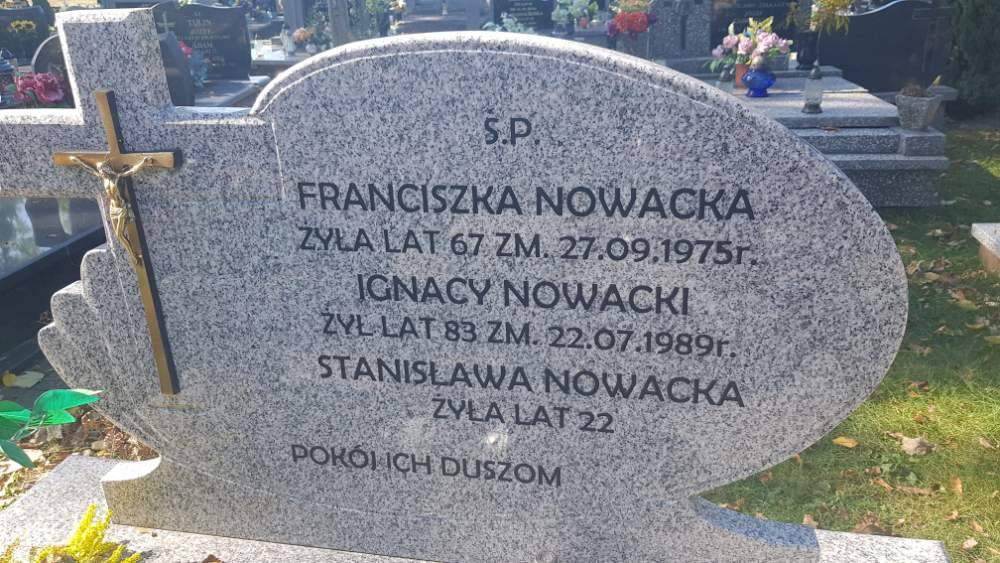 Ś.P.
FRANCISZKA NOWACKA
ŻYŁA LAT 67 ZM. 27.09.1975r.
IGNACY NOWACKI
ŻYŁ LAT 83 ZM. 22.07.1989r.
STANISŁAWA NOWACKA
ŻYŁA LAT 22
POKÓJ ICH DUSZOM